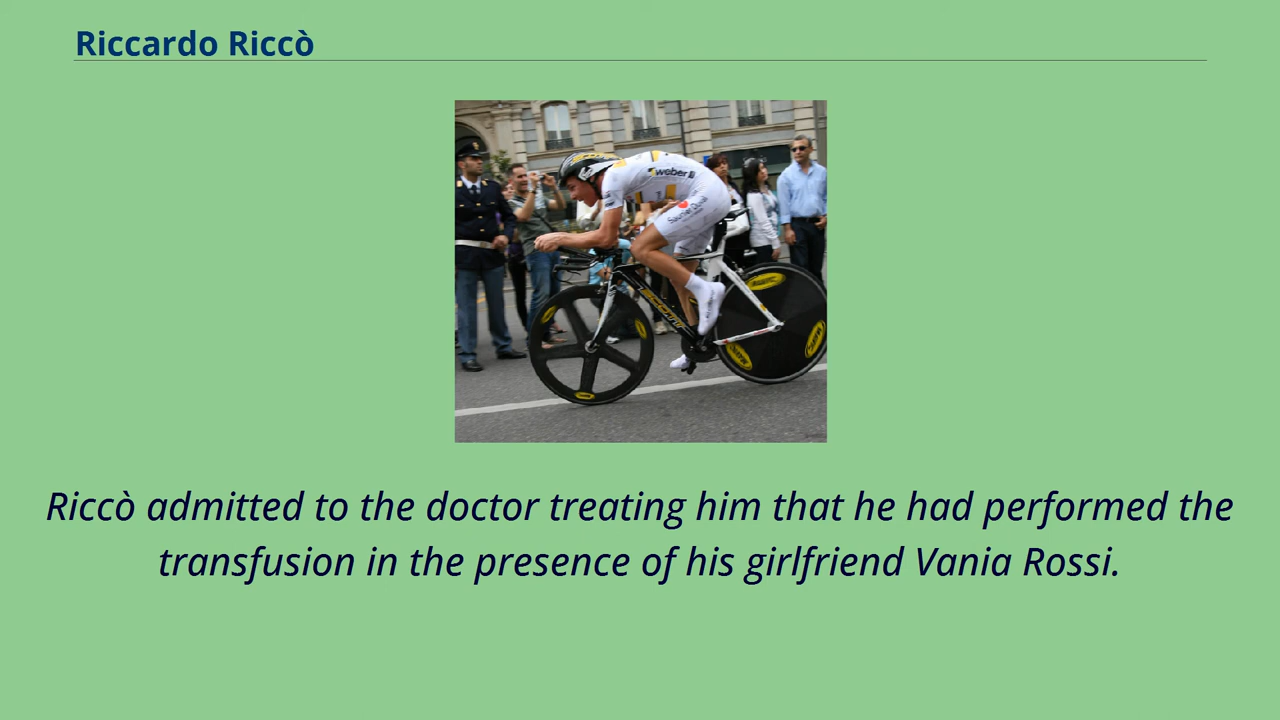 Riccardo Riccò
weber
Riccò admitted to the doctor treating him that he had performed the
transfusion in the presence of his girlfriend Vania Rossi.